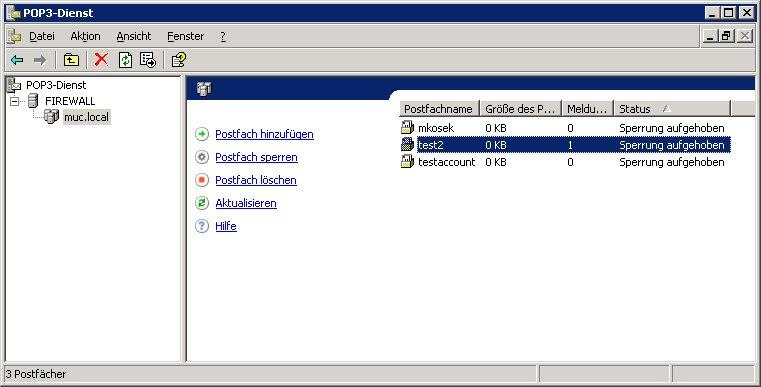 POP3-Dienst
Datei Aktion Ansicht Fenster ?
POP3-Dienst
FIREWALL
muc.local
Postfach hinzufügen
Postfach sperren
Postfach löschen
Aktualisieren
Hilfe
Postfachname Größe des P... Meldu... Status
mkosek 0 KB 0 Sperrung aufgehoben
test2 0 KB 1 Sperrung aufgehoben
testaccount 0 KB 0 Sperrung aufgehoben
3 Postfächer